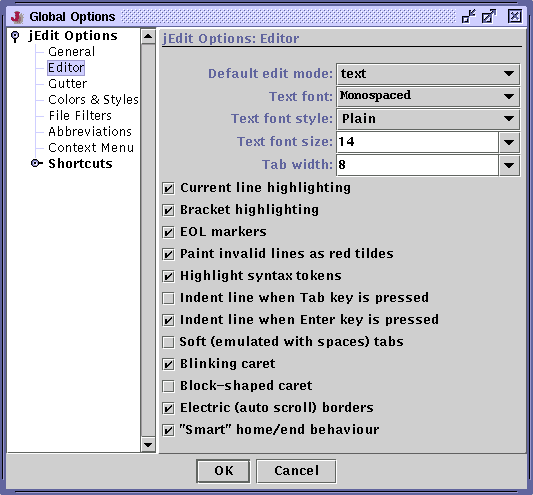 Global Options
jEdit Options
General
Editor
Gutter
Colors & Styles
File Filters
Abbreviations
Context Menu
Shortcuts
jEdit Options: Editor
Default edit mode: text
Text font: Monospaced
Text font style: Plain
Text font size: 14
Tab width: 8
Current line highlighting
Bracket highlighting
EOL markers
Paint invalid lines as red tildes
Highlight syntax tokens
Indent line when Tab key is pressed
Indent line when Enter key is pressed
Soft (emulated with spaces) tabs
Blinking caret
Block-shaped caret
Electric (auto scroll) borders
"Smart" home/end behaviour
OK Cancel